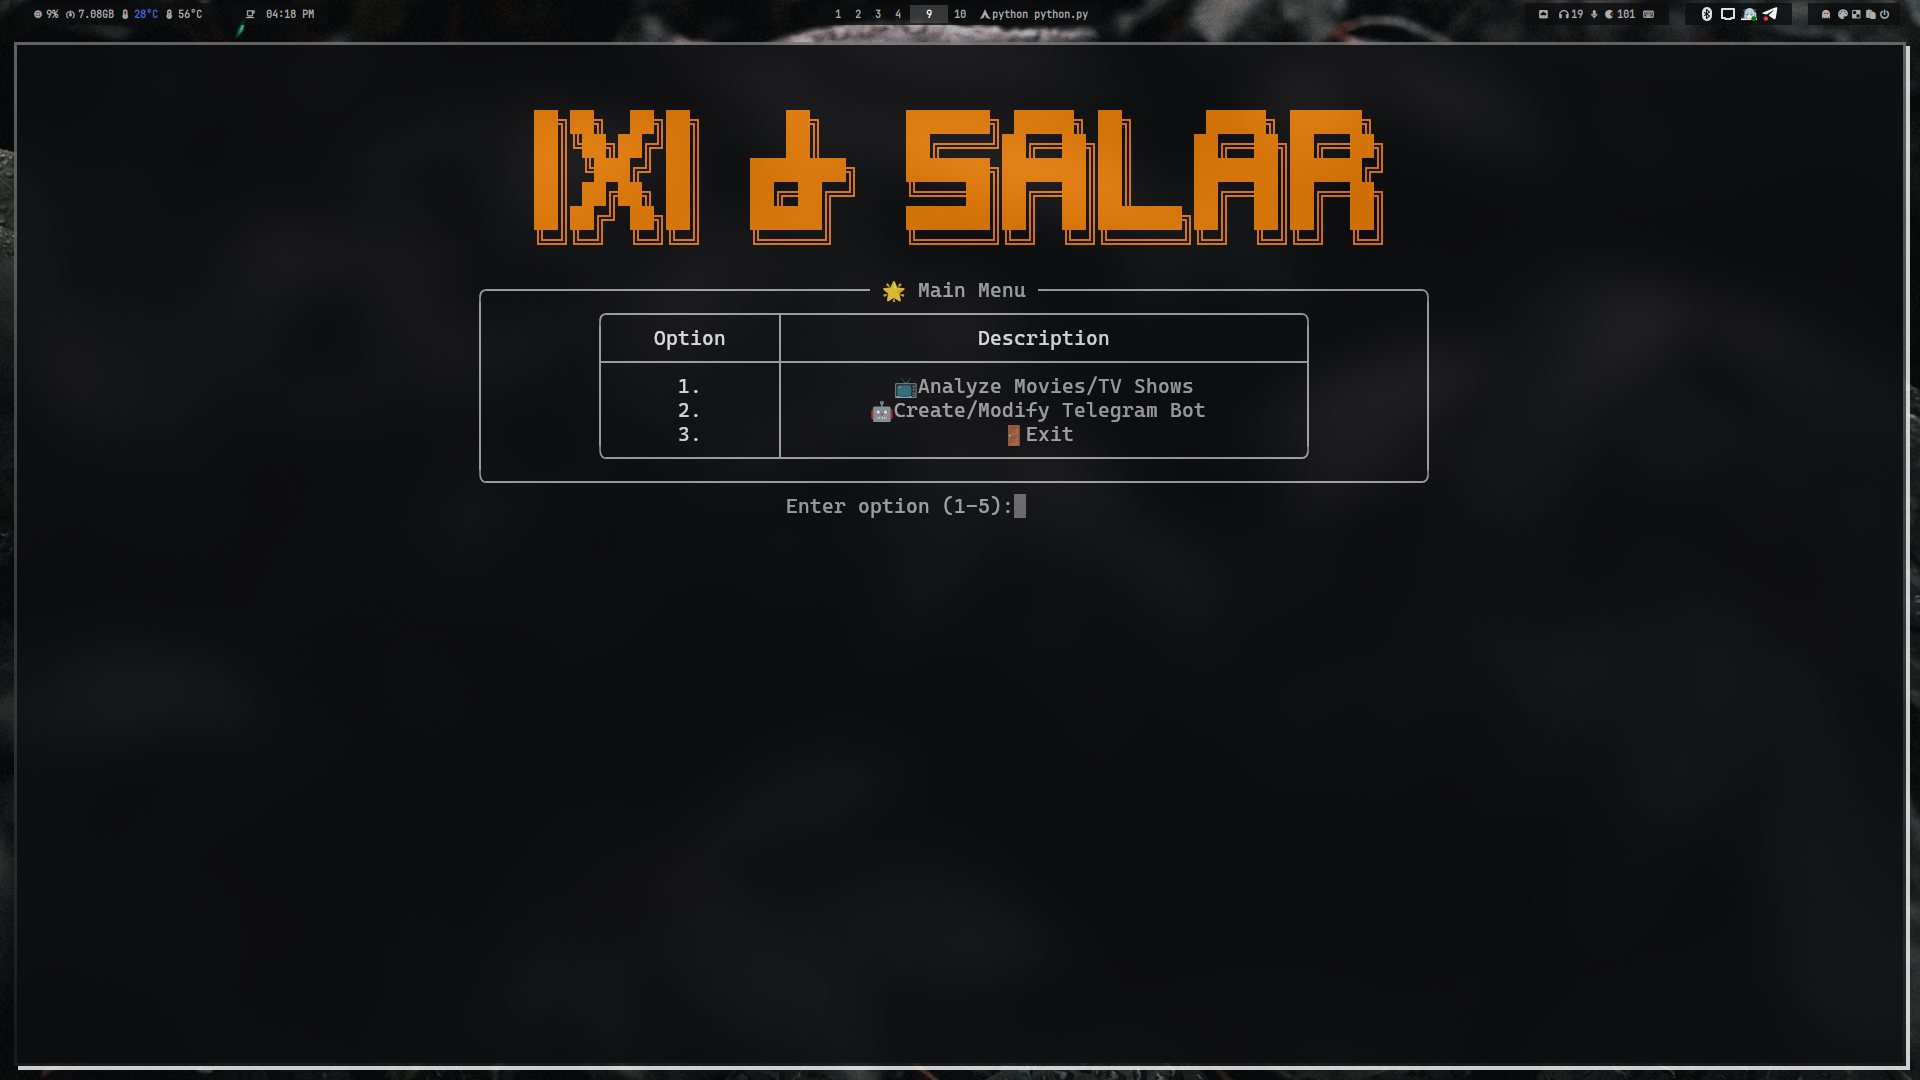 9% 7.08GB 28°C 56°C 04:18 PM 1 2 3 4 9 10 python python.py 19 101
IXI & SALAR
🌟 Main Menu
Option Description
1. 📺Analyze Movies/TV Shows
2. 🤖Create/Modify Telegram Bot
3. 🚪Exit
Enter option (1-5):